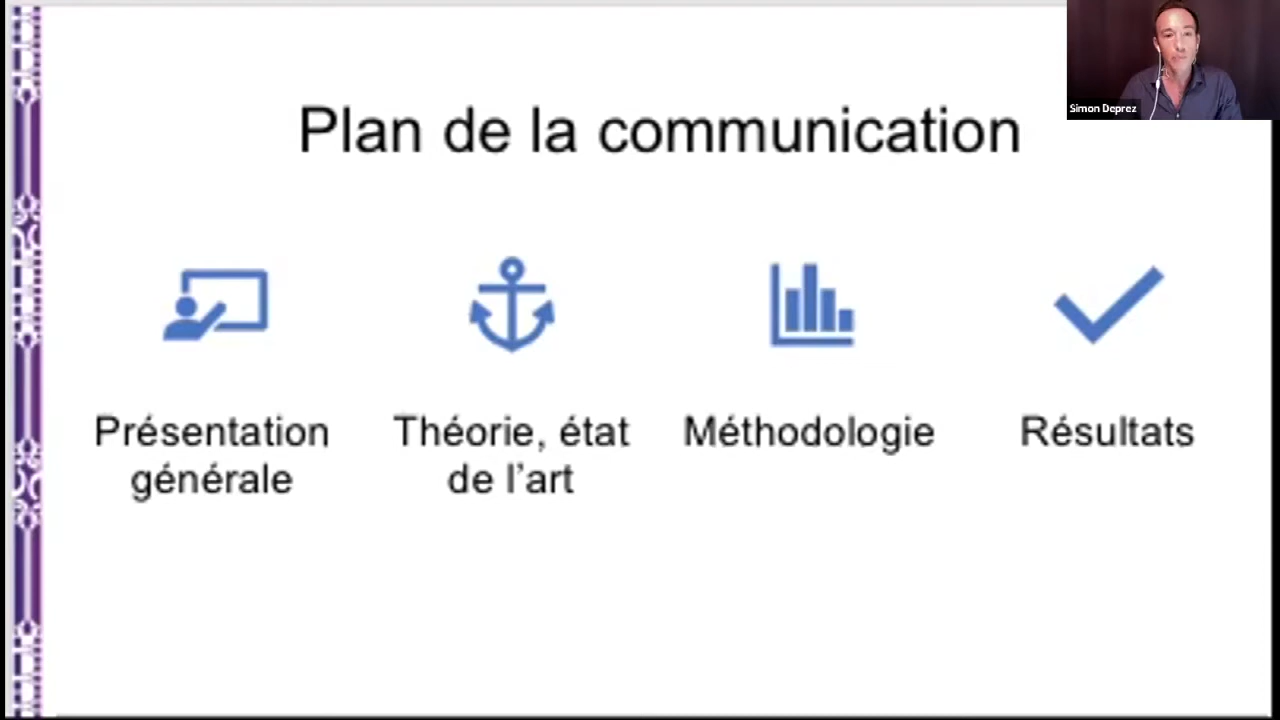 Simon Deprez
Plan de la communication
Présentation
générale
Théorie, état
de l'art
Méthodologie
Résultats